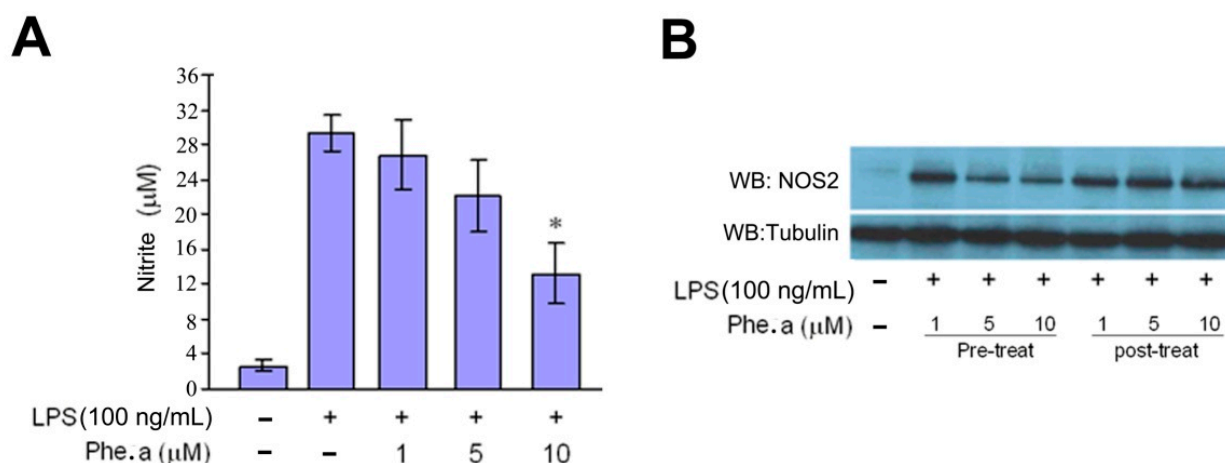 A
B
36
32
28
24
20
16
12
8
4
0
Nitrite (μM)
*
LPS(100 ng/mL) – + + + +
Phe.a (μM) – – 1 5 10
WB: NOS2
WB:Tubulin
LPS(100 ng/mL) – + + + + + +
Phe.a (μM) – 1 5 10 1 5 10
Pre-treat post-treat